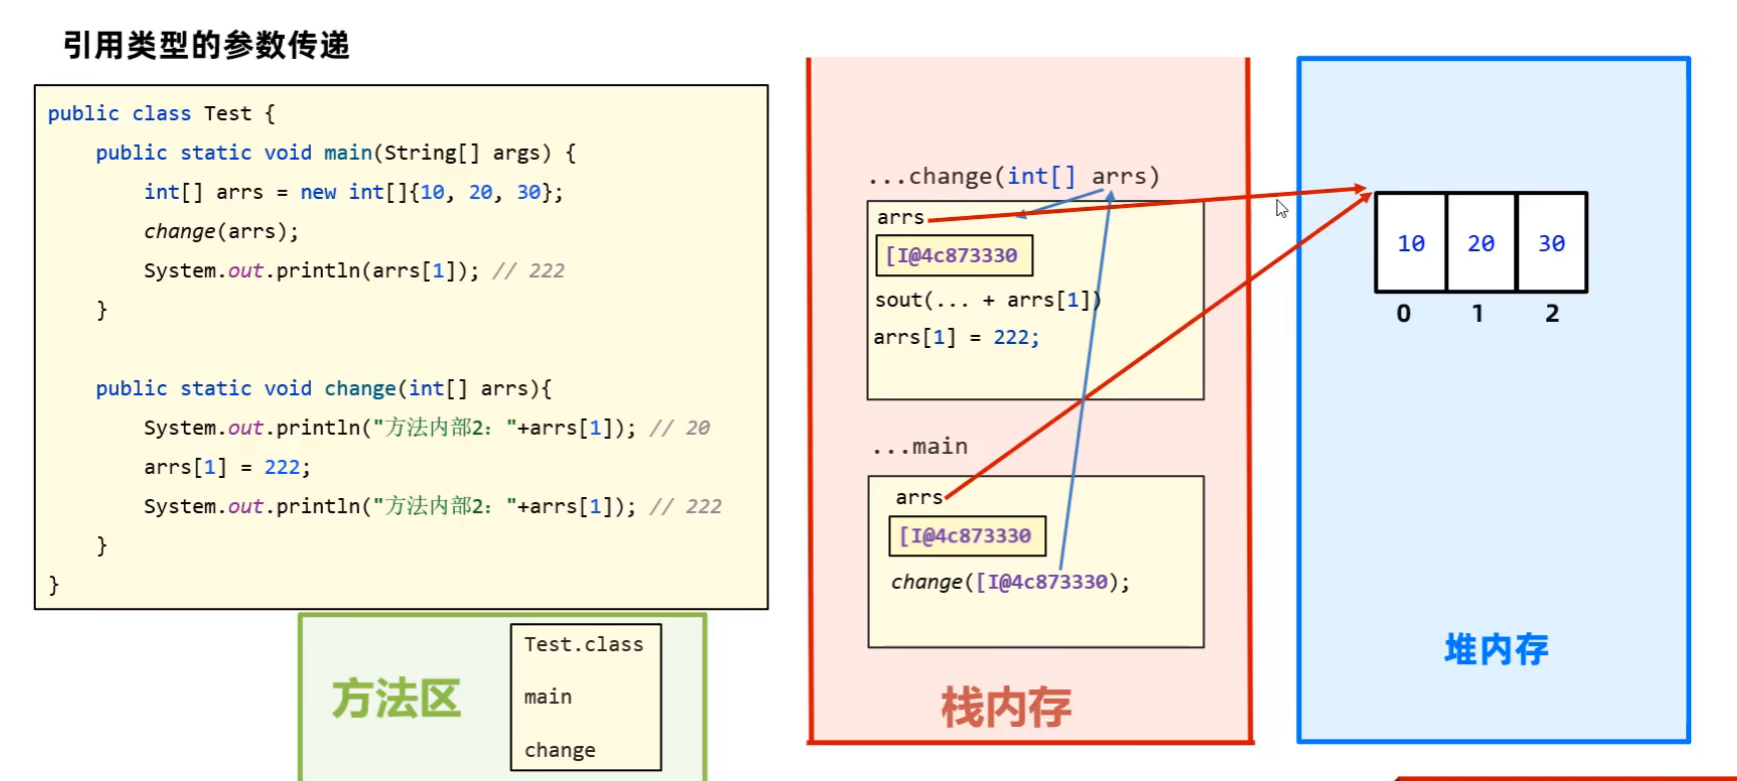 引用类型的参数传递
public class Test {
public static void main(String[] args) {
int[] arrs = new int[]{10, 20, 30};
change(arrs);
System.out.println(arrs[1]); // 222
}
public static void change(int[] arrs){
System.out.println("方法内部2："+arrs[1]); // 20
arrs[1] = 222;
System.out.println("方法内部2："+arrs[1]); // 222
}
}
方法区
Test.class
main
change
...change(int[] arrs)
arrs
[I@4c873330
sout(... + arrs[1])
arrs[1] = 222;
...main
arrs
[I@4c873330
change([I@4c873330);
栈内存
10 20 30
0 1 2
堆内存